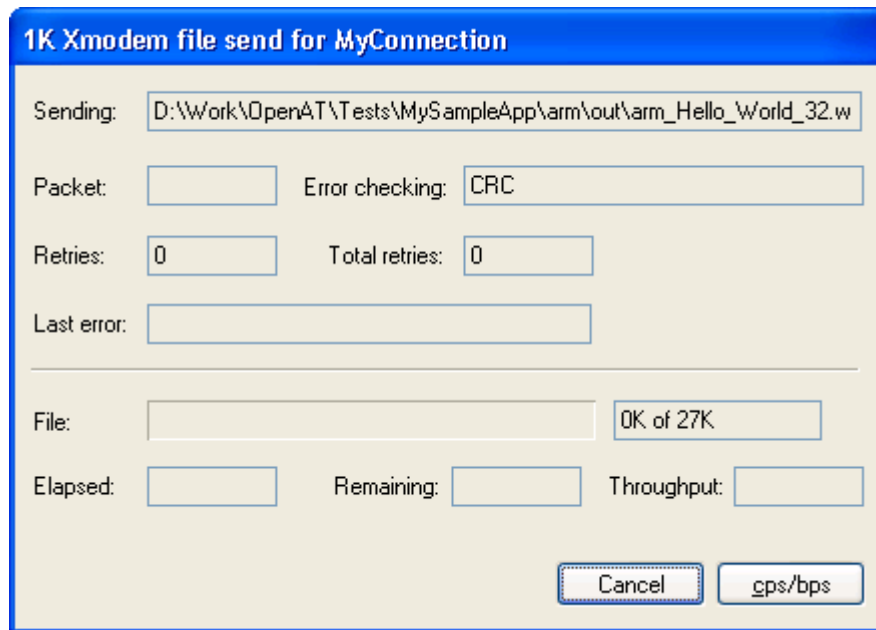 1K Xmodem file send for MyConnection
Sending: D:\Work\OpenAT\Tests\MySampleApp\arm\out\arm_Hello_World_32.w
Packet: Error checking: CRC
Retries: 0 Total retries: 0
Last error:
File: 0K of 27K
Elapsed: Remaining: Throughput:
Cancel cps/bps